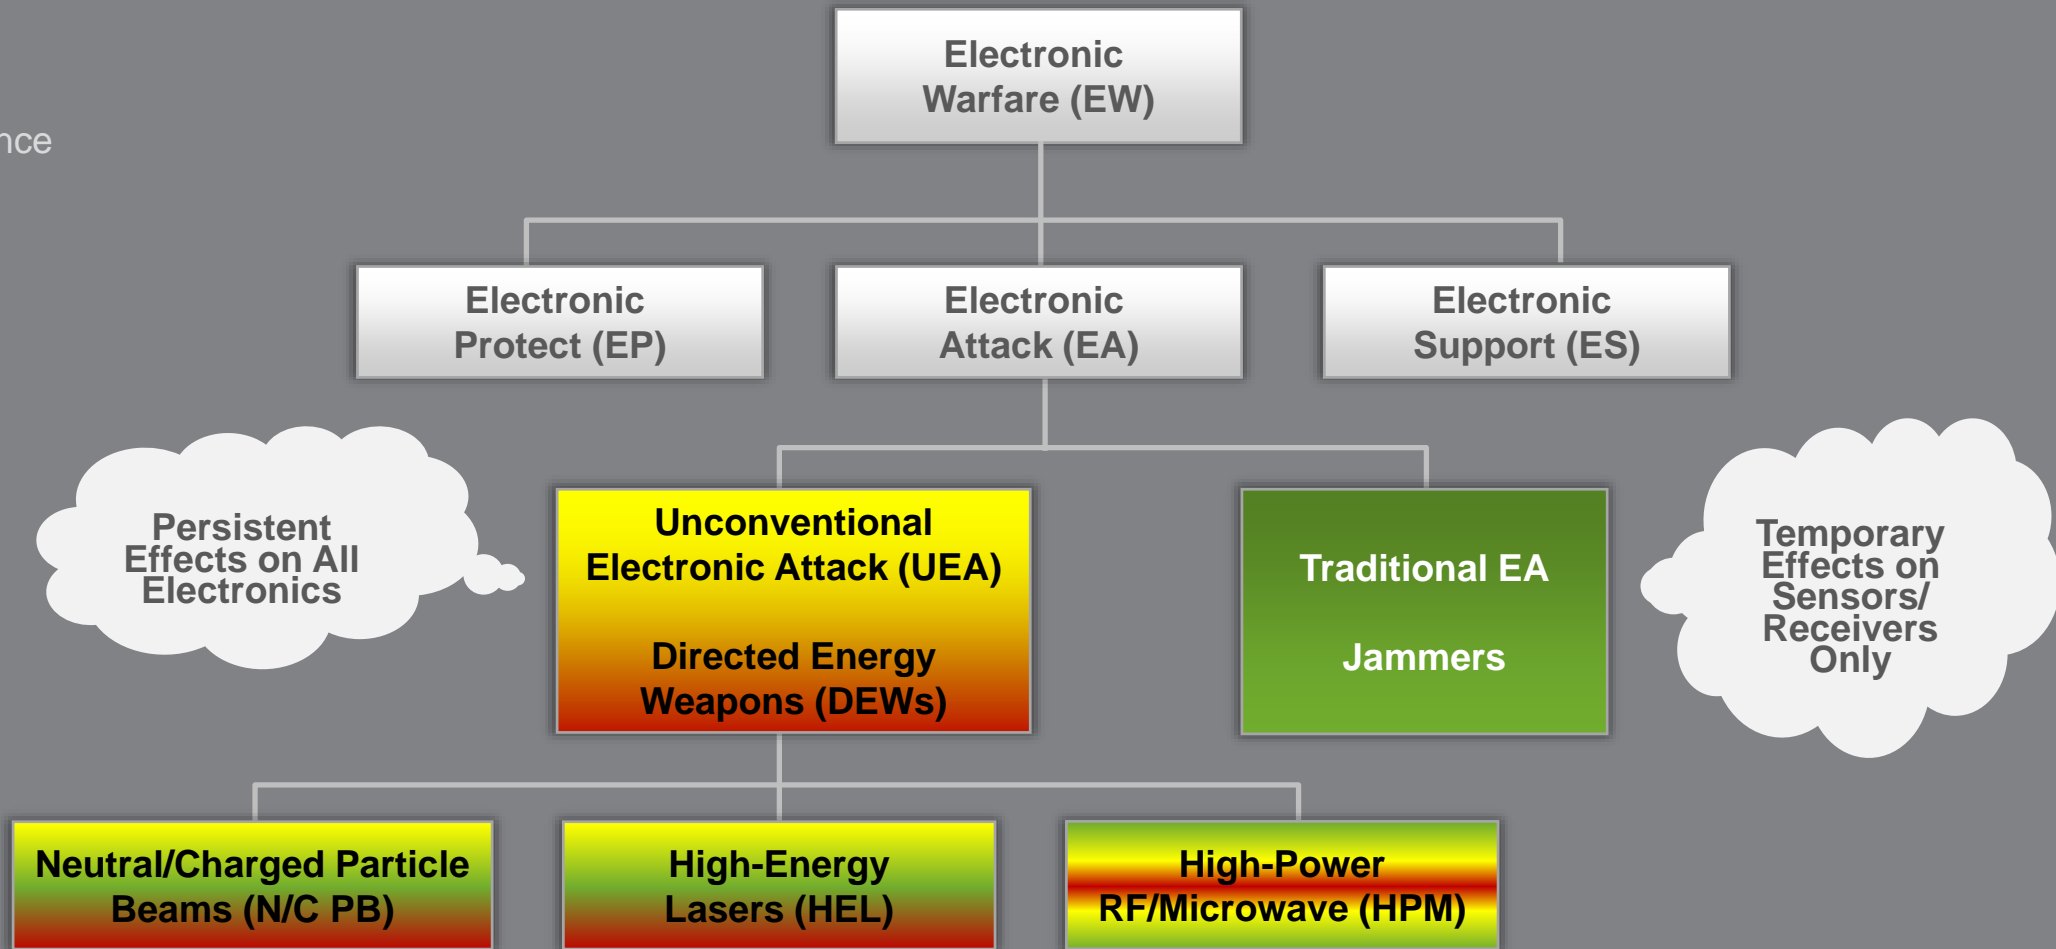 Electronic
Warfare (EW)
nce
Electronic
Protect (EP)
Electronic
Attack (EA)
Electronic
Support (ES)
Persistent
Effects on All
Electronics
Unconventional
Electronic Attack (UEA)
Directed Energy
Weapons (DEWs)
Traditional EA
Jammers
Temporary
Effects on
Sensors/
Receivers
Only
Neutral/Charged Particle
Beams (N/C PB)
High-Energy
Lasers (HEL)
High-Power
RF/Microwave (HPM)